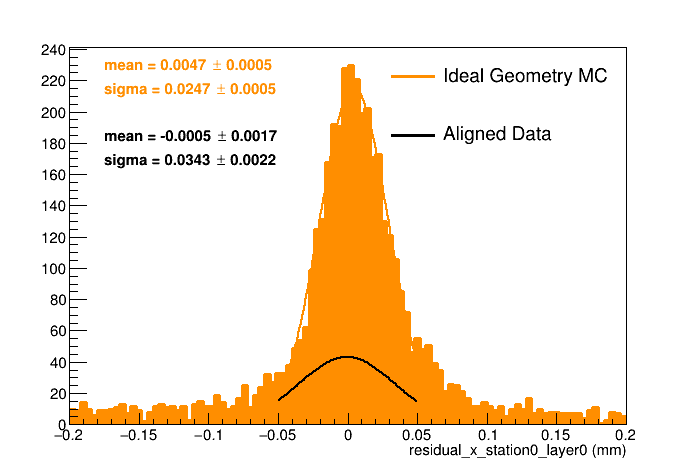 240
220
200
180
160
140
120
100
80
60
40
20
0
mean = 0.0047 ± 0.0005
sigma = 0.0247 ± 0.0005
mean = -0.0005 ± 0.0017
sigma = 0.0343 ± 0.0022
Ideal Geometry MC
Aligned Data
−0.2 −0.15 −0.1 −0.05 0 0.05 0.1 0.15 0.2
residual_x_station0_layer0 (mm)